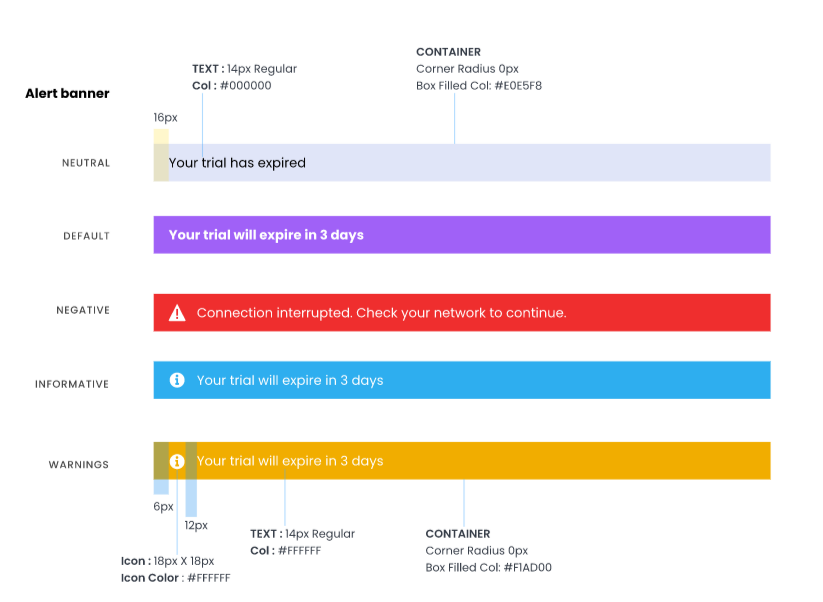 CONTAINER
TEXT : 14px Regular
Corner Radius 0px
Col : #000000
Box Filled Col: #E0E5F8
Alert banner
16px
NEUTRAL
Your trial has expired
DEFAULT
Your trial will expire in 3 days
NEGATIVE
Connection interrupted. Check your network to continue.
INFORMATIVE
Your trial will expire in 3 days
WARNINGS
Your trial will expire in 3 days
6px
12px
TEXT : 14px Regular
Col : #FFFFFF
CONTAINER
Corner Radius 0px
Box Filled Col: #F1AD00
Icon : 18px X 18px
Icon Color : #FFFFFF